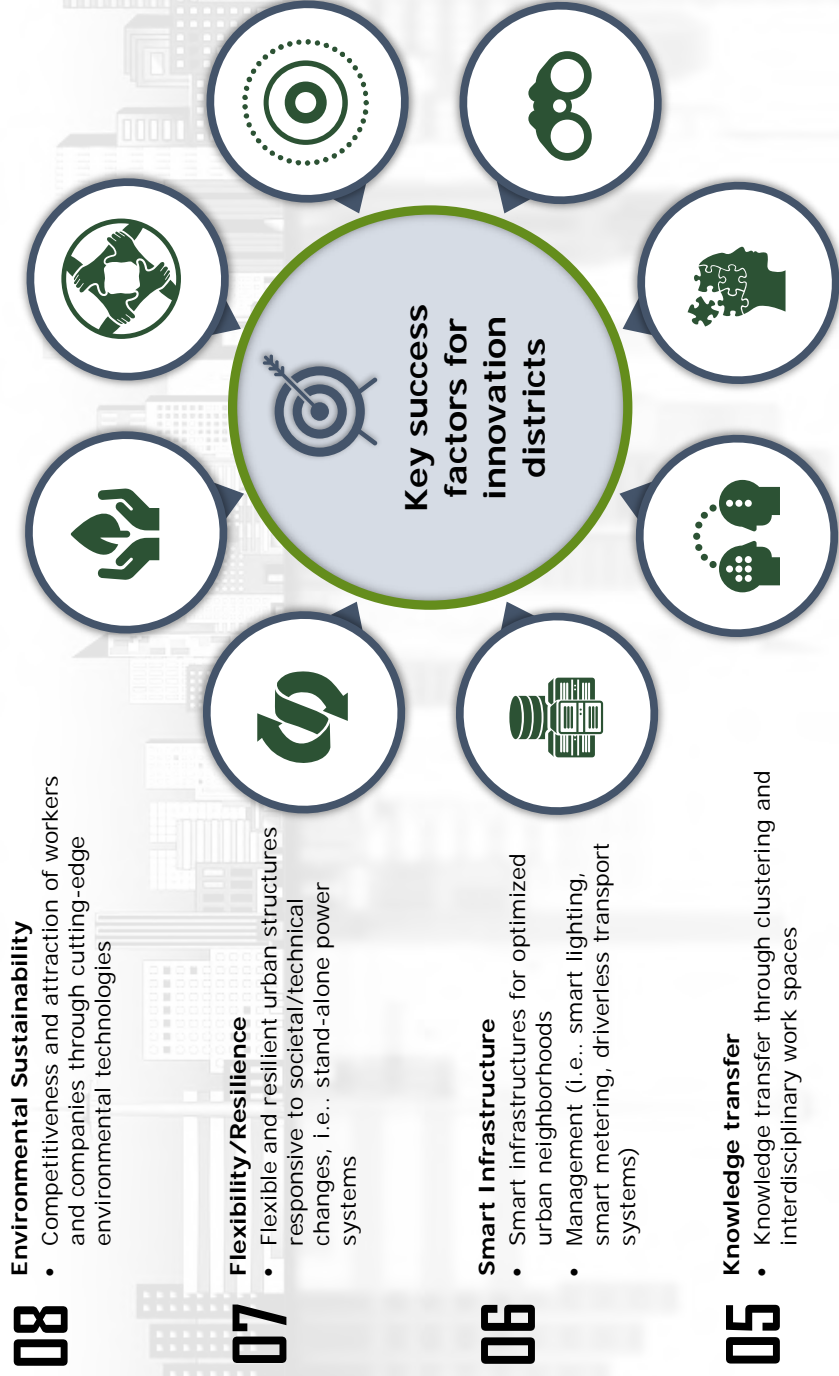 08
Environmental Sustainability
• Competitiveness and attraction of workers
and companies through cutting-edge
environmental technologies
07
Flexibility/Resilience
• Flexible and resilient urban structures
responsive to societal/technical
changes, i.e.. stand-alone power
systems
06
Smart Infrastructure
• Smart infrastructures for optimized
urban neighborhoods
• Management (i.e.. smart lighting,
smart metering, driverless transport
systems)
05
Knowledge transfer
• Knowledge transfer through clustering and
interdisciplinary work spaces
Key success
factors for
innovation
districts